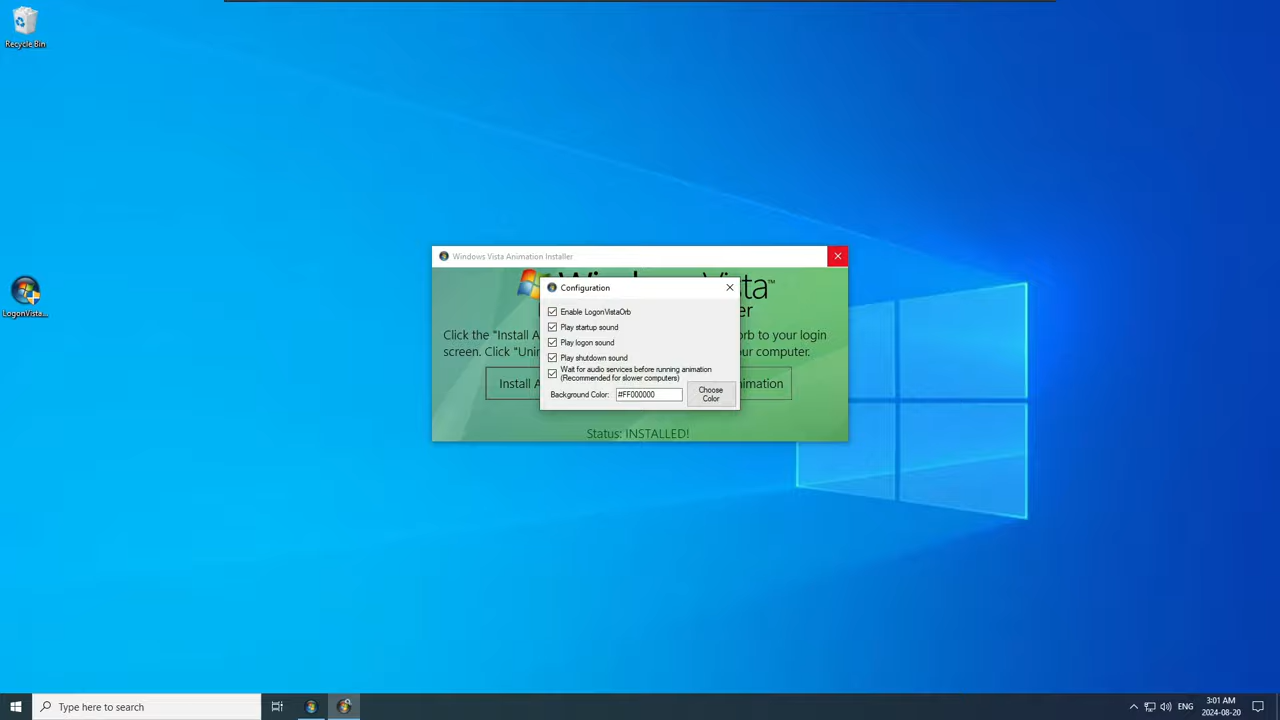 Recycle Bin
LogonVista...
Windows Vista Animation Installer
Configuration
Enable LogonVistaOrb
Play startup sound
Play logon sound
Play shutdown sound
Wait for audio services before running animation
(Recommended for slower computers)
Background Color: #FF000000
Choose
Color
Click the "Install A
orb to your login
screen. Click "Unin
your computer.
Install A
imation
Status: INSTALLED!
Type here to search
ENG
3:01 AM
2024-08-20